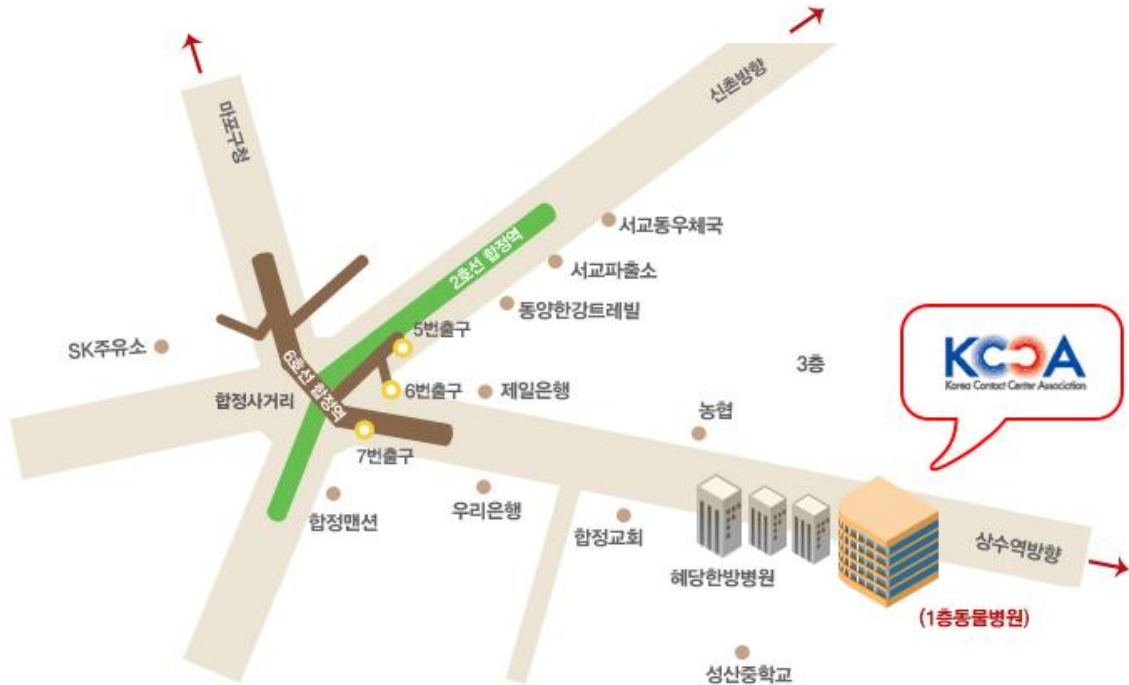 마포구청
신촌방향
서교동우체국
2호선 합정역
서교파출소
동양한강트레빌
5번출구
SK주유소
6호선 합정역
3층
KCCA
Korea Contact Center Association
합정사거리
6번출구
제일은행
농협
7번출구
합정맨션
우리은행
합정교회
상수역방향
혜당한방병원
(1층동물병원)
성산중학교